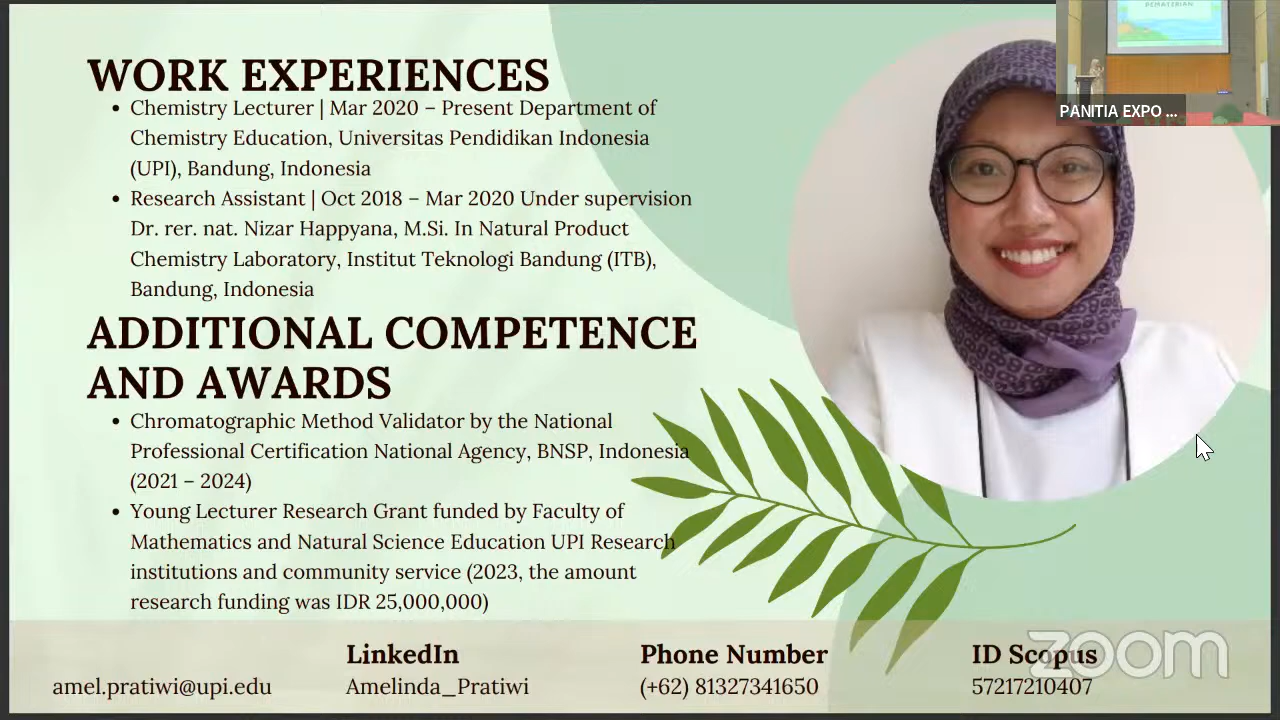 PEMATERIAN
PANITIA EXPO ...
WORK EXPERIENCES
• Chemistry Lecturer | Mar 2020 – Present Department of
Chemistry Education, Universitas Pendidikan Indonesia
(UPI), Bandung, Indonesia
• Research Assistant | Oct 2018 – Mar 2020 Under supervision
Dr. rer. nat. Nizar Happyana, M.Si. In Natural Product
Chemistry Laboratory, Institut Teknologi Bandung (ITB),
Bandung, Indonesia
ADDITIONAL COMPETENCE
AND AWARDS
• Chromatographic Method Validator by the National
Professional Certification National Agency, BNSP, Indonesia
(2021 – 2024)
• Young Lecturer Research Grant funded by Faculty of
Mathematics and Natural Science Education UPI Research
institutions and community service (2023, the amount
research funding was IDR 25,000,000)
amel.pratiwi@upi.edu
LinkedIn
Amelinda_Pratiwi
Phone Number
(+62) 81327341650
ID Scopus
57217210407
zoom